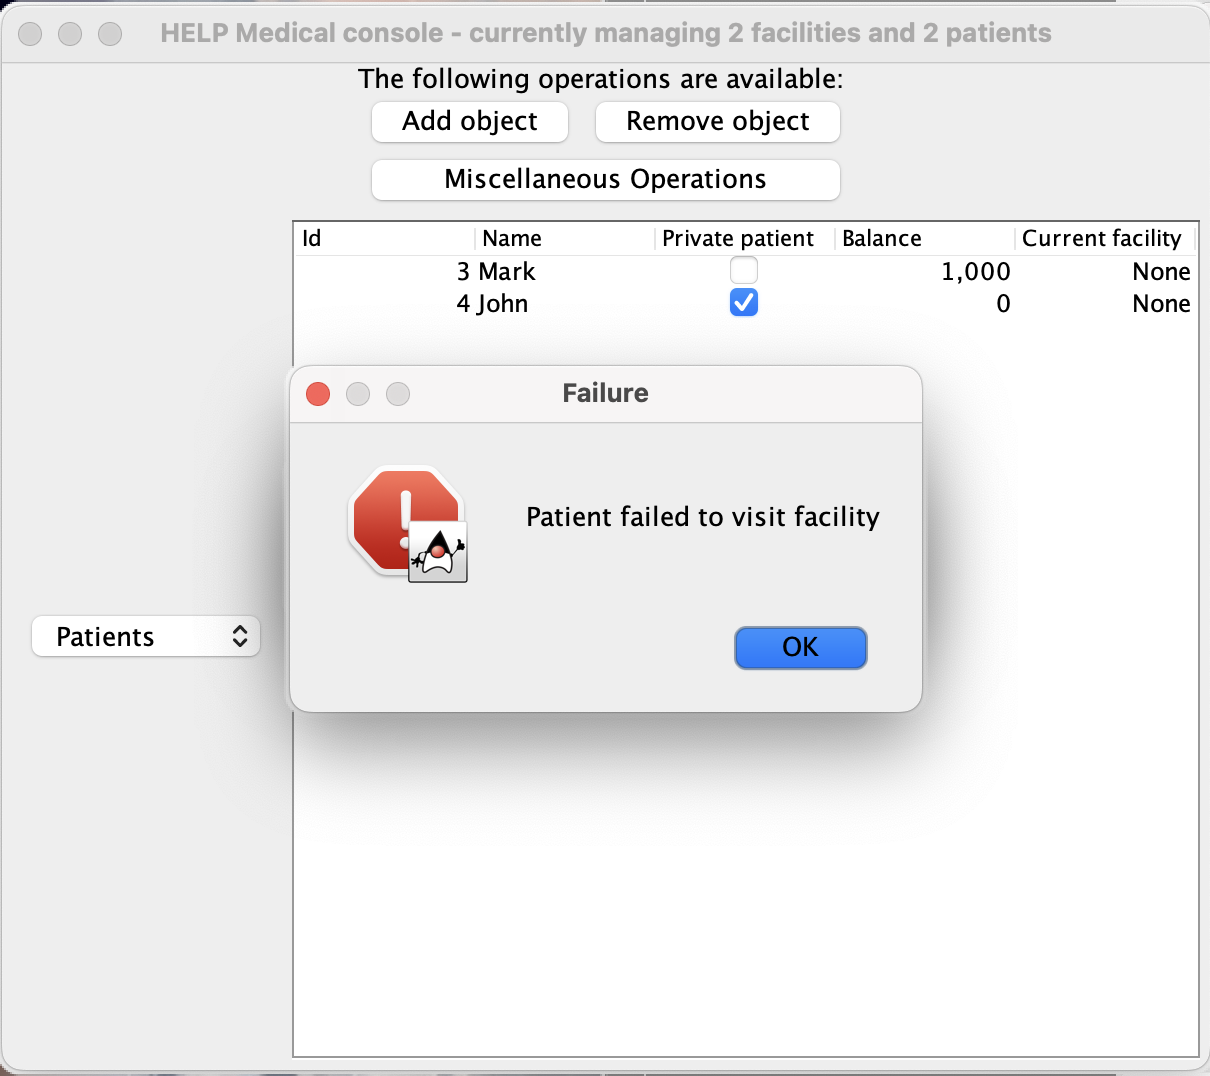 HELP Medical console - currently managing 2 facilities and 2 patients
The following operations are available:
Add object Remove object
Miscellaneous Operations
Id Name Private patient Balance Current facility
3 Mark 1,000 None
4 John 0 None
Failure
Patient failed to visit facility
Patients
OK